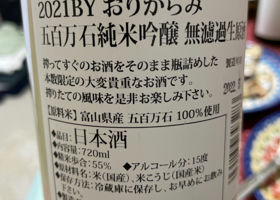 2021BY おりがらみ
五百万石純米吟醸 無濾過生原酒
搾ってすぐのお酒をそのまま瓶詰めした
本数限定の大変貴重なお酒です。
搾りたての風味を是非お楽しみ下さい。
製造年月
2022
【原料米】富山県産 五百万石 100%使用
●品目:日本酒
●容量:720ml
●精米歩合:55% ●アルコール分:15度
●原材料名:米(国産)、米こうじ(国産米)
●保存方法:冷蔵庫に保存し、お早めにお飲み